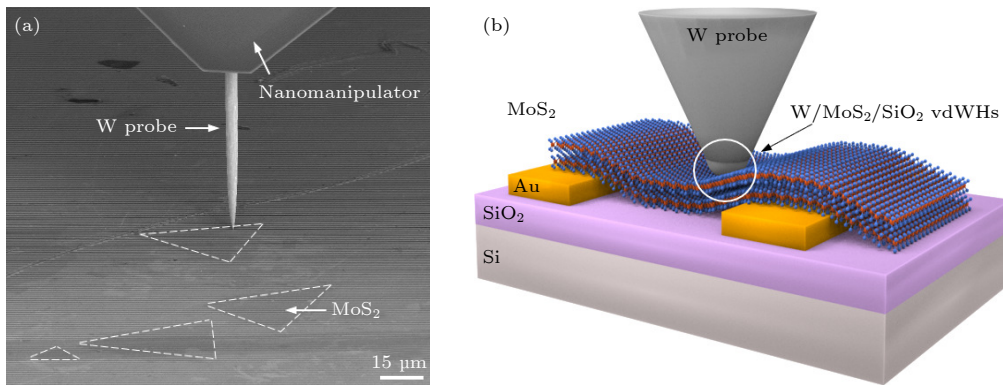 (a)
Nanomanipulator
W probe
MoS₂
15 μm
(b)
W probe
MoS₂
W/MoS₂/SiO₂ vdWHs
Au
SiO₂
Si